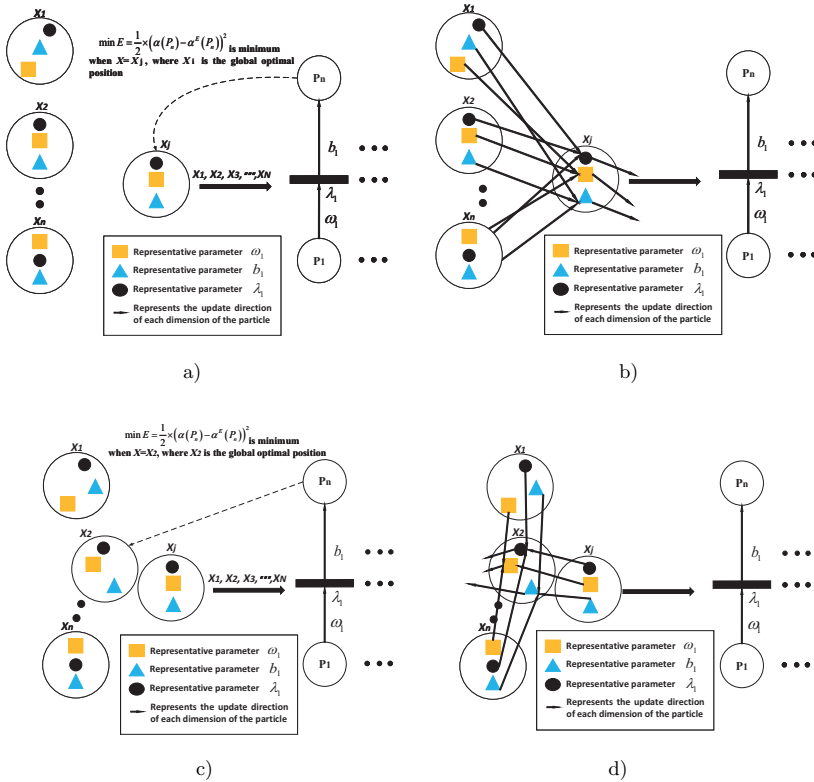 X1
min E = 1/2 × (α(Pn) − α^E(Pn))² is minimum
when X=Xj, where Xi is the global optimal
position
Pn
X2
Xj
b1
X1, X2, X3, ..., XN
λ1
ω1
Xn
P1
Representative parameter ω1
Representative parameter b1
Representative parameter λ1
Represents the update direction
of each dimension of the particle
a)
X1
Pn
X2
Xj
b1
λ1
ω1
Xn
P1
Representative parameter ω1
Representative parameter b1
Representative parameter λ1
Represents the update direction
of each dimension of the particle
b)
min E = 1/2 × (α(Pn) − α^E(Pn))² is minimum
when X=X2, where X2 is the global optimal position
X1
Pn
X2
Xj
b1
X1, X2, X3, ..., XN
λ1
ω1
Xn
P1
Representative parameter ω1
Representative parameter b1
Representative parameter λ1
Represents the update direction
of each dimension of the particle
c)
X1
Pn
X2
Xj
b1
λ1
ω1
Xn
P1
Representative parameter ω1
Representative parameter b1
Representative parameter λ1
Represents the update direction
of each dimension of the particle
d)